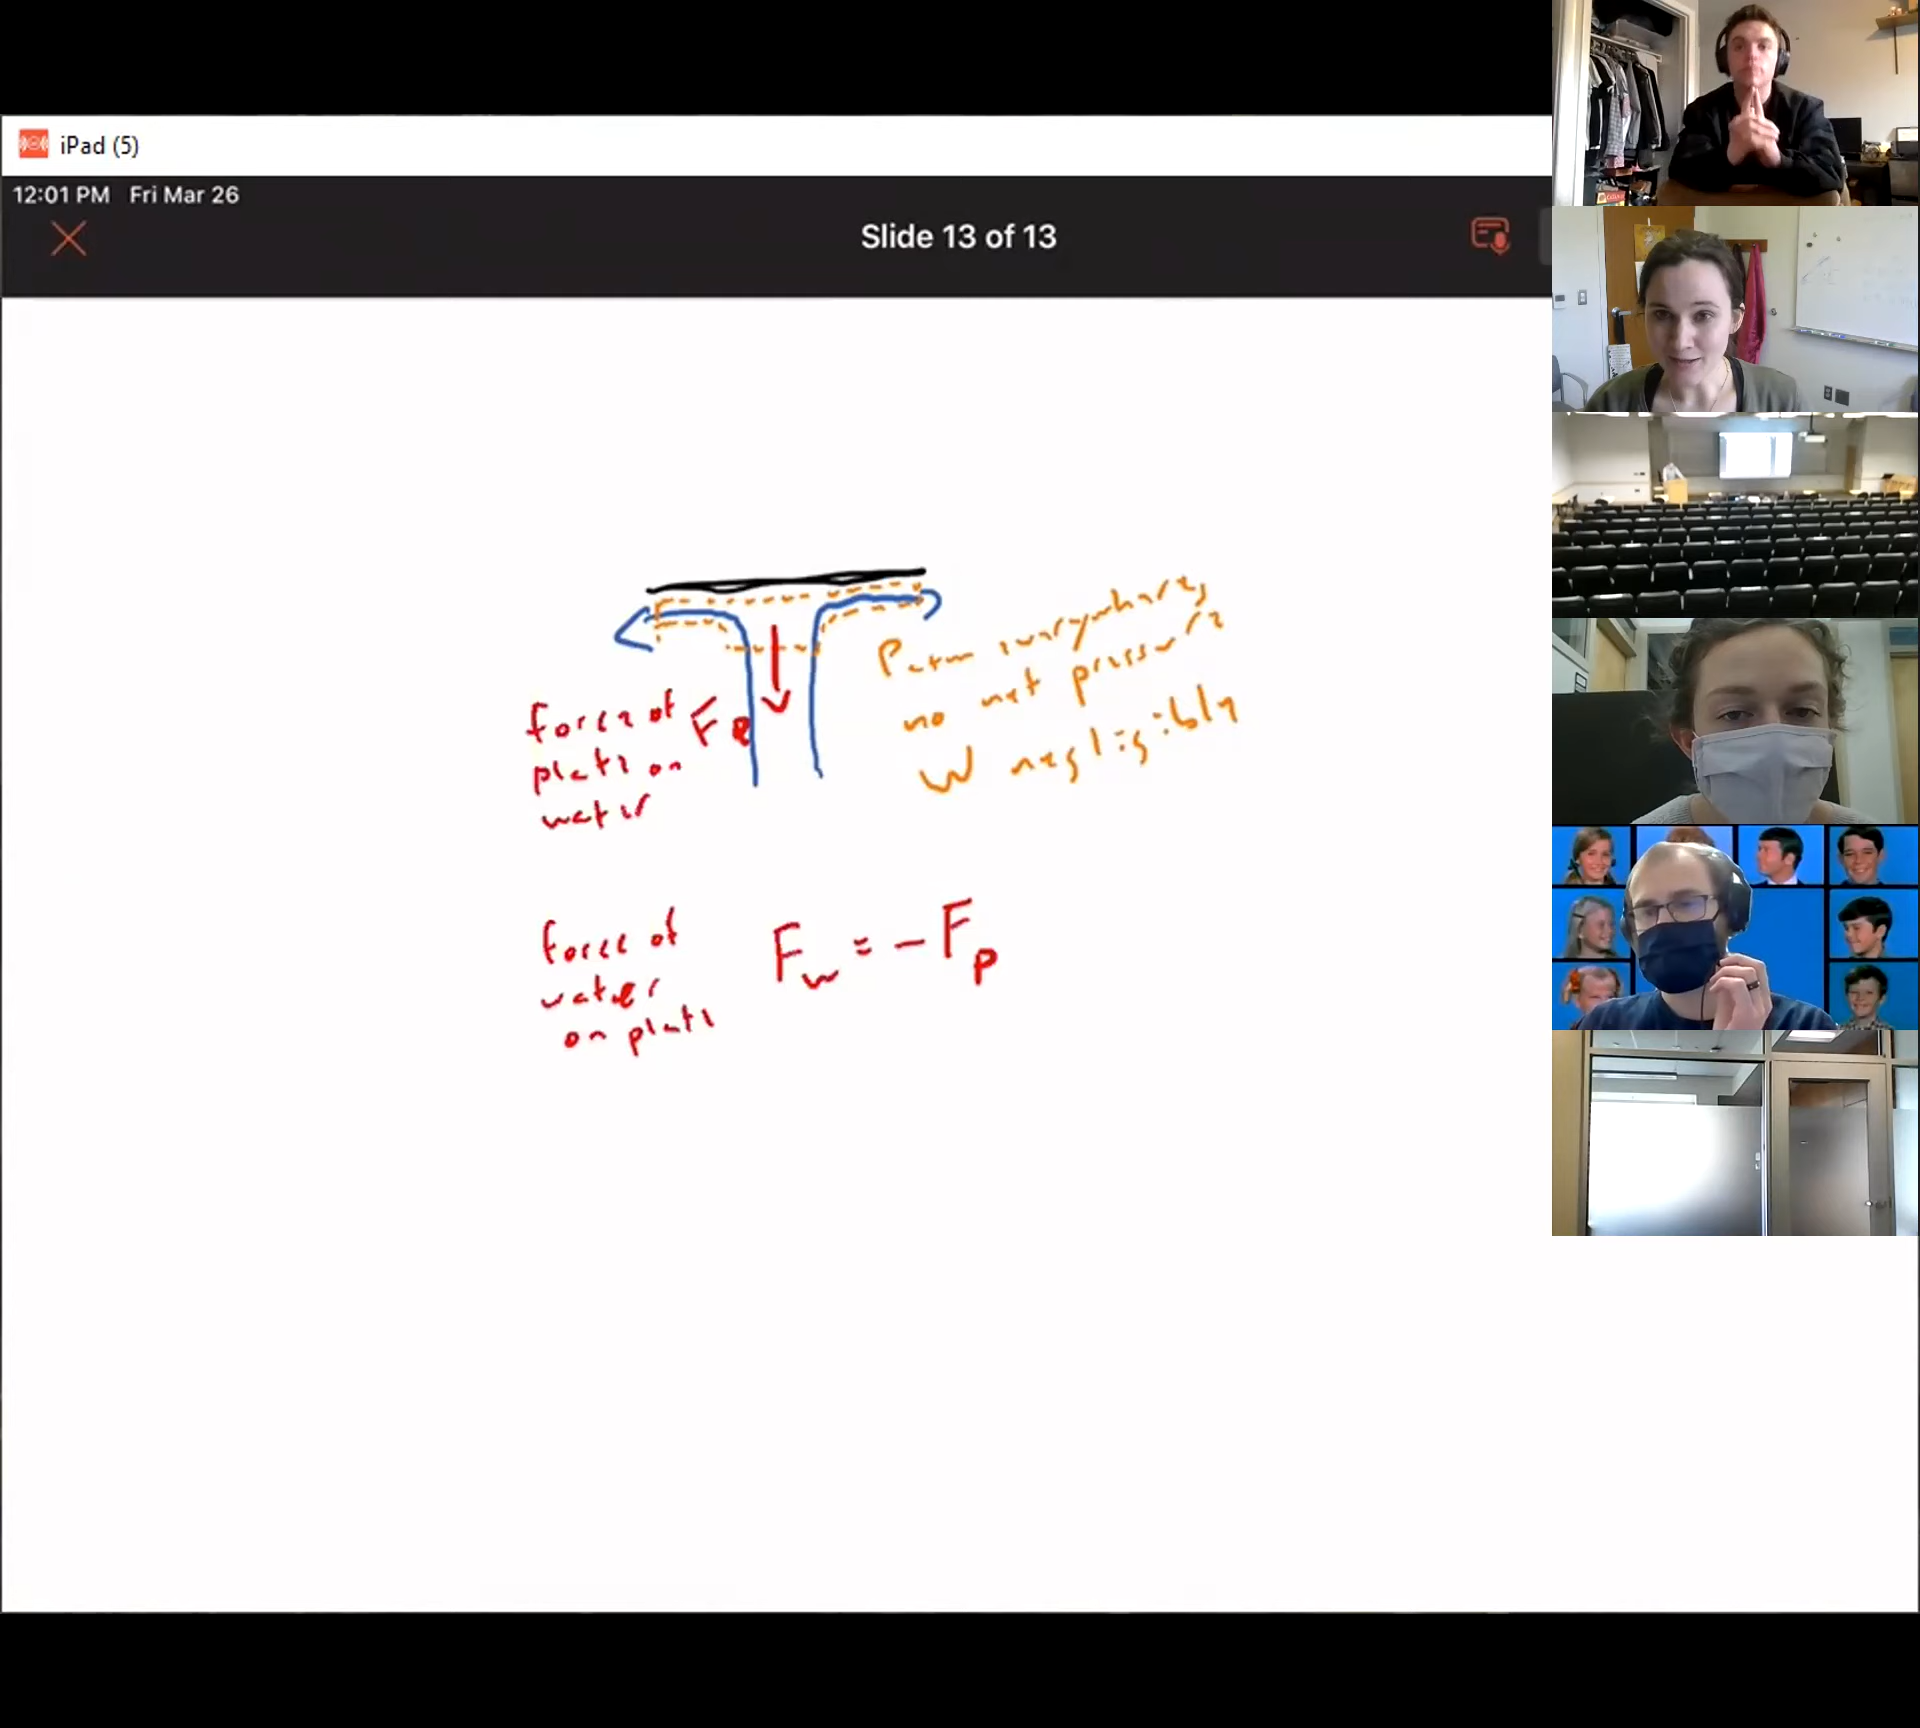 iPad (5)
12:01 PM Fri Mar 26
Slide 13 of 13
Patm everywhere,
no net pressure
W negligibly
force of Fp
plate on
water
force of
water
on plate
Fw = - Fp